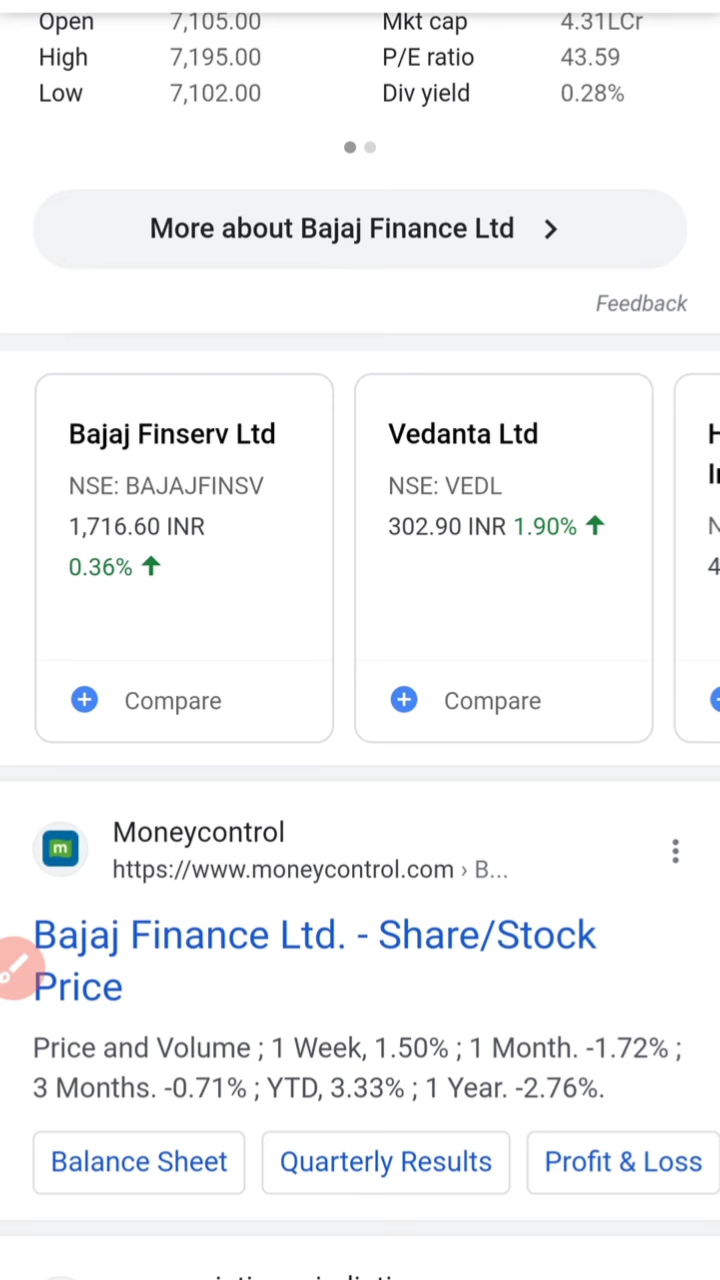 Open 7,105.00 Mkt cap 4.31LCr
High 7,195.00 P/E ratio 43.59
Low 7,102.00 Div yield 0.28%
More about Bajaj Finance Ltd
Feedback
Bajaj Finserv Ltd
NSE: BAJAJFINSV
1,716.60 INR
0.36%
Compare
Vedanta Ltd
NSE: VEDL
302.90 INR 1.90%
Compare
Moneycontrol
https://www.moneycontrol.com › B...
Bajaj Finance Ltd. - Share/Stock
Price
Price and Volume ; 1 Week, 1.50% ; 1 Month. -1.72% ;
3 Months. -0.71% ; YTD, 3.33% ; 1 Year. -2.76%.
Balance Sheet Quarterly Results Profit & Loss